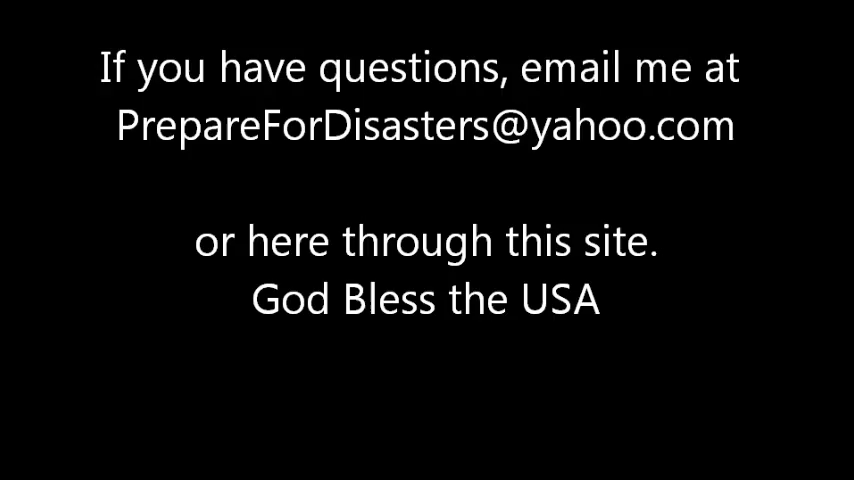 If you have questions, email me at
PrepareForDisasters@yahoo.com
or here through this site.
God Bless the USA